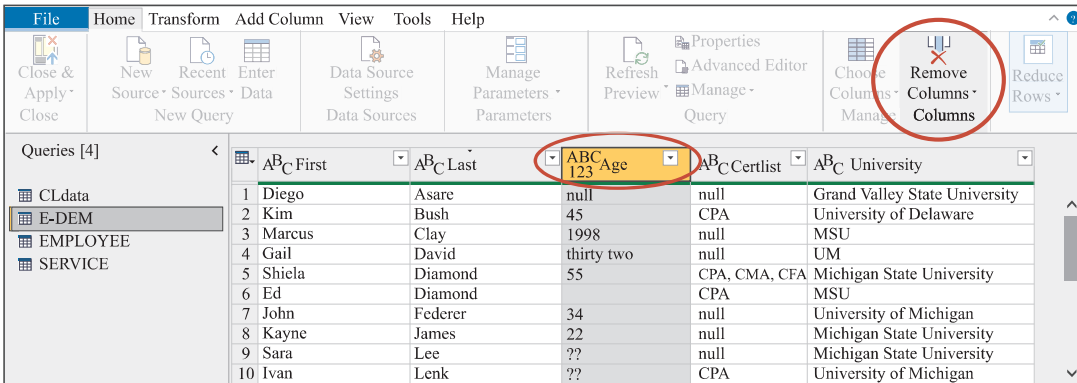 File Home Transform Add Column View Tools Help
Close & Apply
Close
New Source
Recent Sources
Enter Data
New Query
Data Source Settings
Data Sources
Manage Parameters
Parameters
Refresh Preview
Properties
Advanced Editor
Manage
Query
Choose Columns
Remove Columns
Manage Columns
Reduce Rows
Queries [4]
CLdata
E-DEM
EMPLOYEE
SERVICE
ABC First ABC Last ABC 123 Age ABC Certlist ABC University
1 Diego Asare null null Grand Valley State University
2 Kim Bush 45 CPA University of Delaware
3 Marcus Clay 1998 null MSU
4 Gail David thirty two null UM
5 Shiela Diamond 55 CPA, CMA, CFA Michigan State University
6 Ed Diamond CPA MSU
7 John Federer 34 null University of Michigan
8 Kayne James 22 null Michigan State University
9 Sara Lee ?? null Michigan State University
10 Ivan Lenk ?? CPA University of Michigan